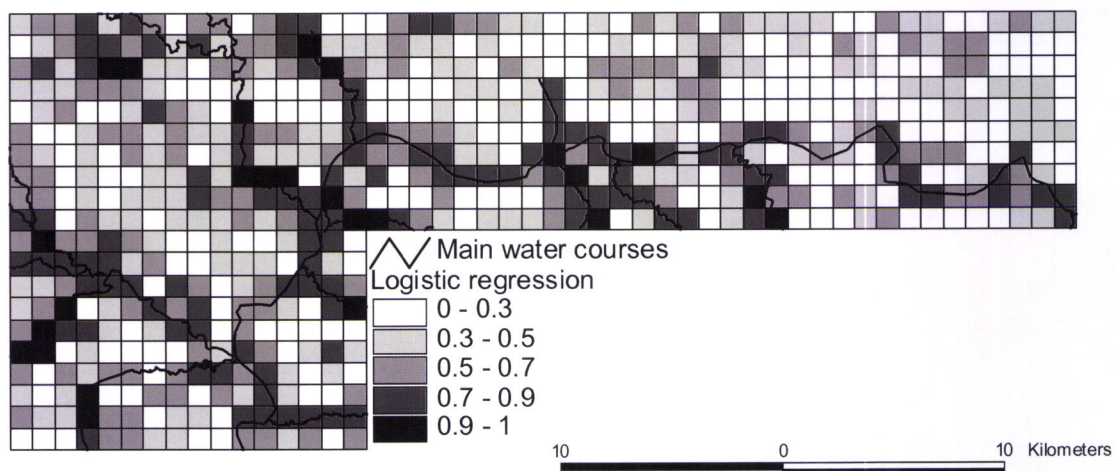 Main water courses
Logistic regression
0 - 0.3
0.3 - 0.5
0.5 - 0.7
0.7 - 0.9
0.9 - 1
10 0 10 Kilometers